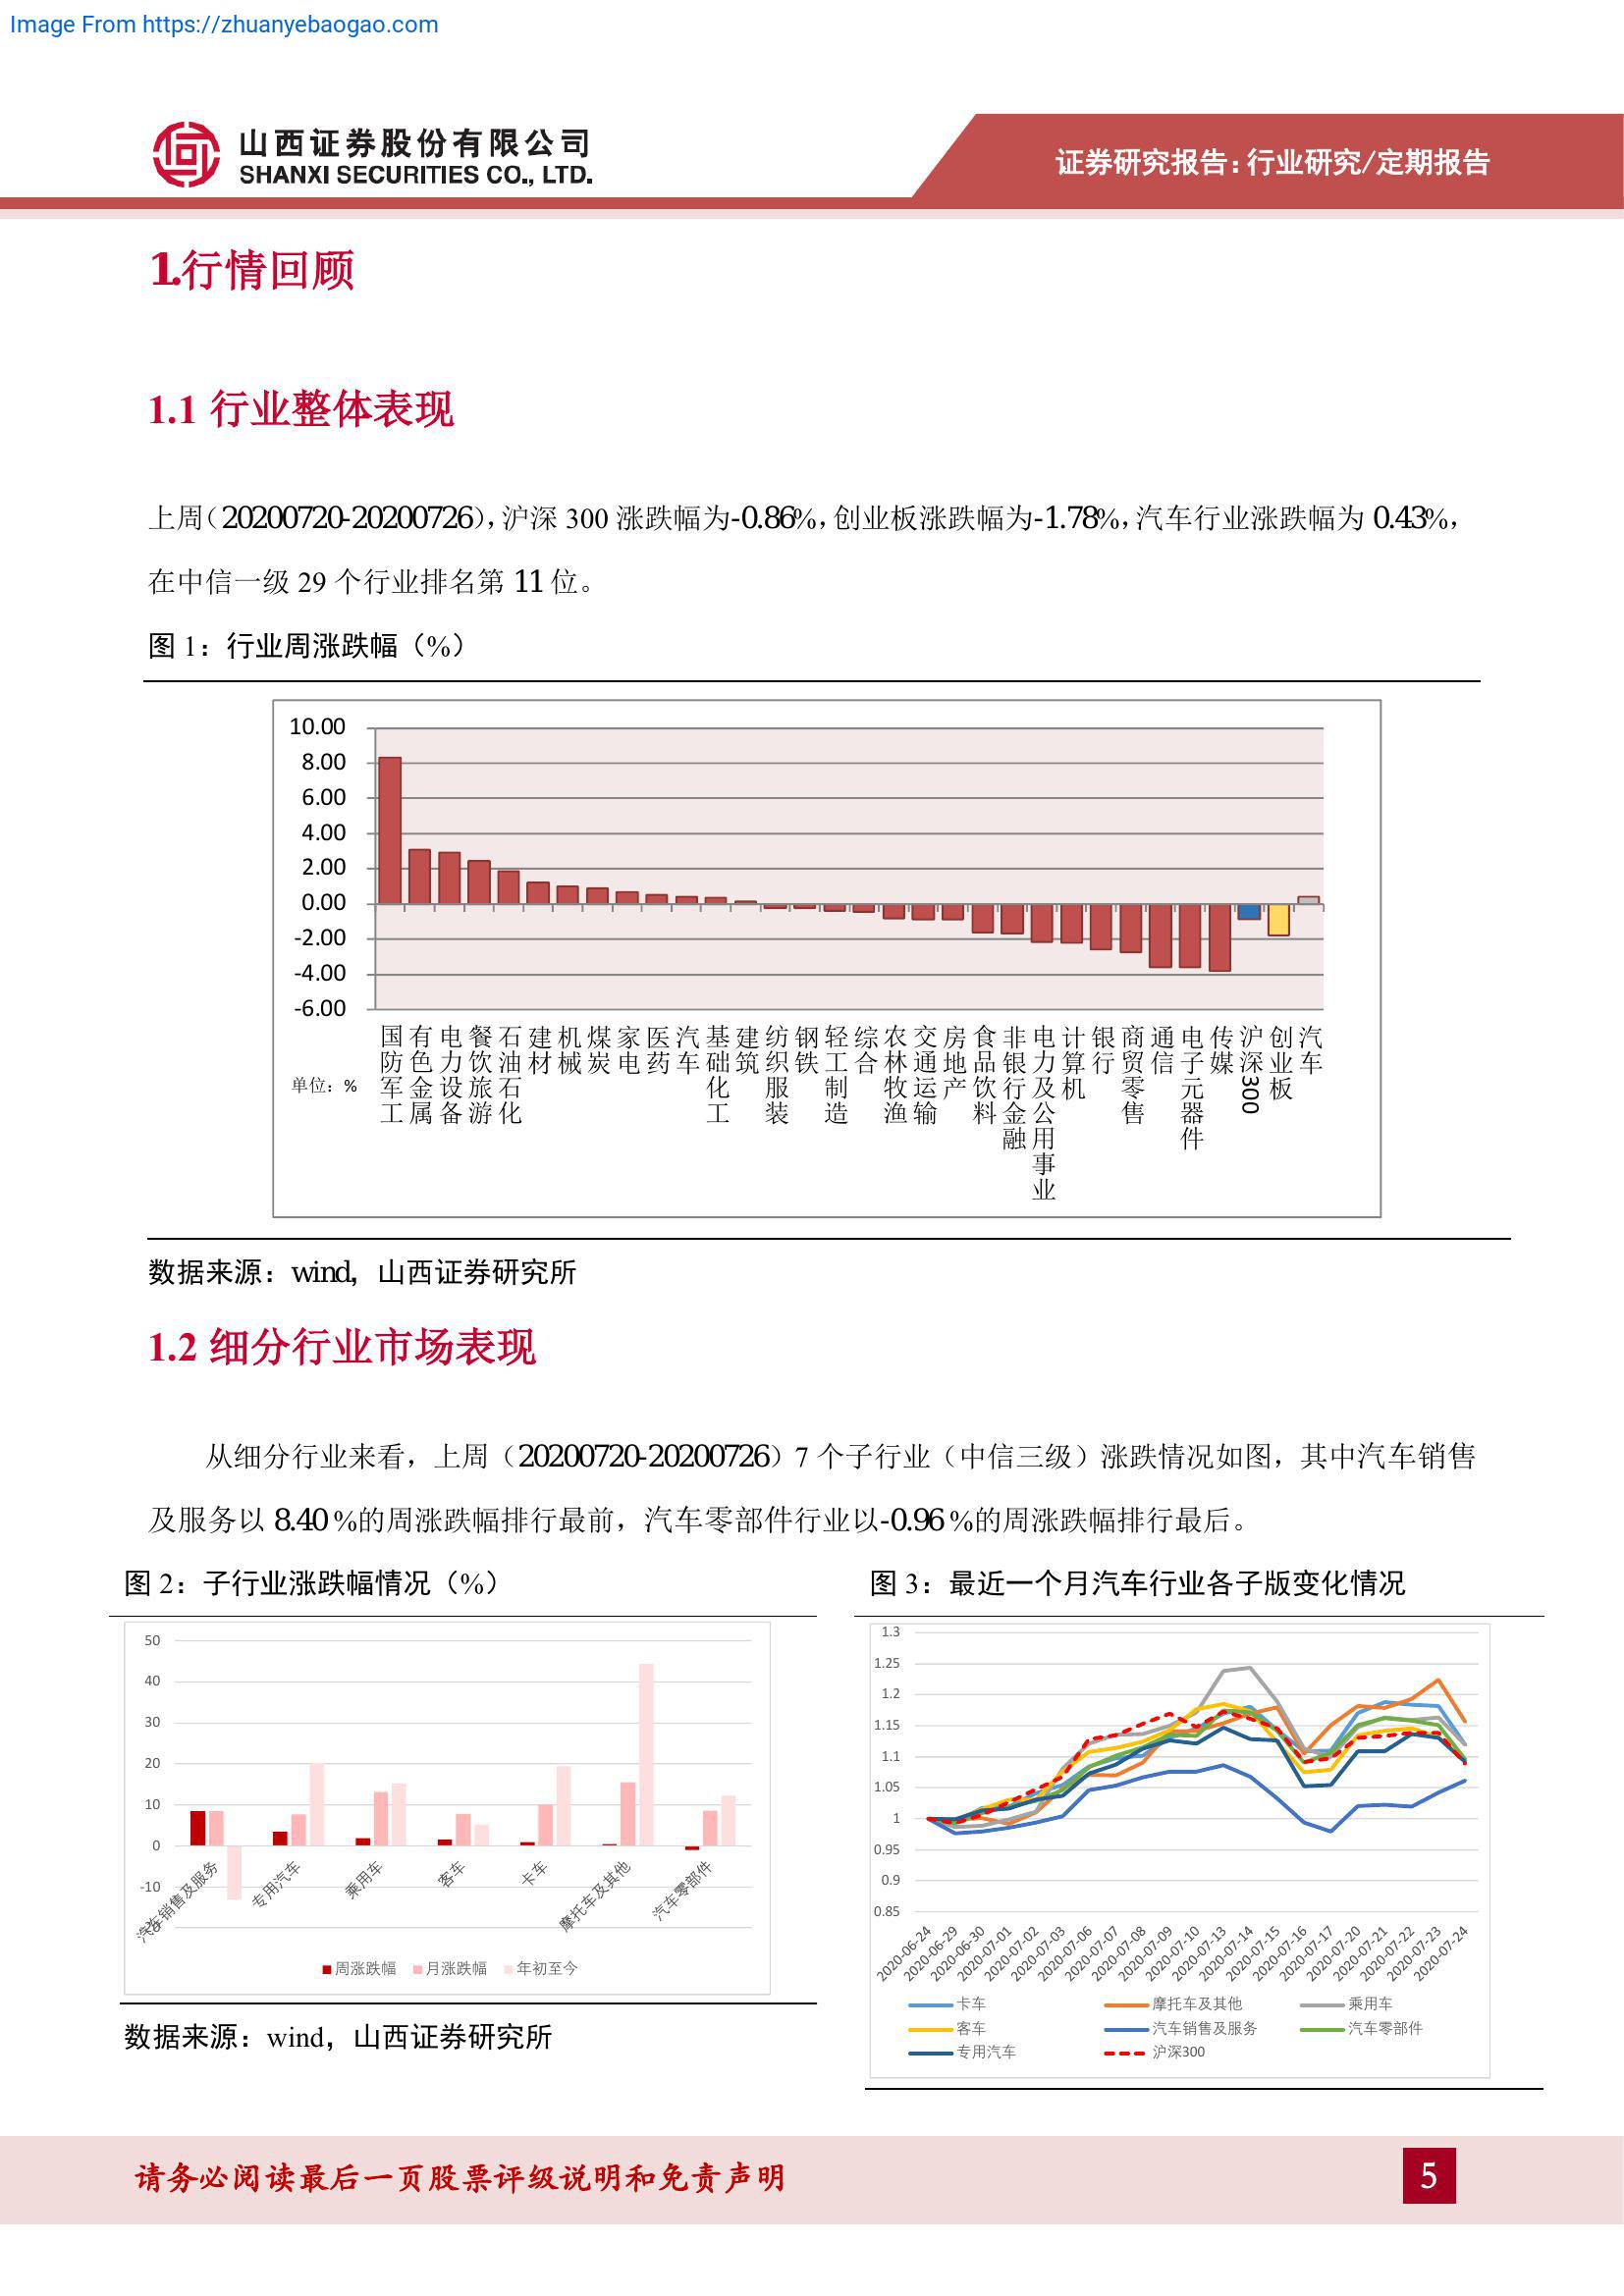 Image From https://zhuanyebaogao.com
山西证券股份有限公司
SHANXI SECURITIES CO., LTD.
证券研究报告:行业研究/定期报告
1.行情回顾
1.1 行业整体表现
上周（20200720-20200726），沪深 300 涨跌幅为-0.86%，创业板涨跌幅为-1.78%，汽车行业涨跌幅为 0.43%，
在中信一级 29 个行业排名第 11 位。
图 1：行业周涨跌幅（%）
10.00
8.00
6.00
4.00
2.00
0.00
-2.00
-4.00
-6.00
单位：%
国防军工
有色金属
电力设备
餐饮旅游
石油石化
建材
机械
煤炭
家电
医药
汽车
基础化工
建筑
纺织服装
钢铁
轻工制造
综合
农林牧渔
交通运输
房地产
食品饮料
非银行金融
电力及公用事业
计算机
银行
商贸零售
通信
电子元器件
传媒
沪深300
创业板
汽车
数据来源：wind，山西证券研究所
1.2 细分行业市场表现
从细分行业来看，上周（20200720-20200726）7 个子行业（中信三级）涨跌情况如图，其中汽车销售
及服务以 8.40 %的周涨跌幅排行最前，汽车零部件行业以-0.96 %的周涨跌幅排行最后。
图 2：子行业涨跌幅情况（%）
50
40
30
20
10
0
-10
汽车销售及服务
专用汽车
乘用车
客车
卡车
摩托车及其他
汽车零部件
周涨跌幅 月涨跌幅 年初至今
数据来源：wind，山西证券研究所
图 3：最近一个月汽车行业各子版变化情况
1.3
1.25
1.2
1.15
1.1
1.05
1
0.95
0.9
0.85
2020-06-24
2020-06-29
2020-06-30
2020-07-01
2020-07-02
2020-07-03
2020-07-06
2020-07-07
2020-07-08
2020-07-09
2020-07-10
2020-07-13
2020-07-14
2020-07-15
2020-07-16
2020-07-17
2020-07-20
2020-07-21
2020-07-22
2020-07-23
2020-07-24
卡车 摩托车及其他 乘用车
客车 汽车销售及服务 汽车零部件
专用汽车 沪深300
请务必阅读最后一页股票评级说明和免责声明
5